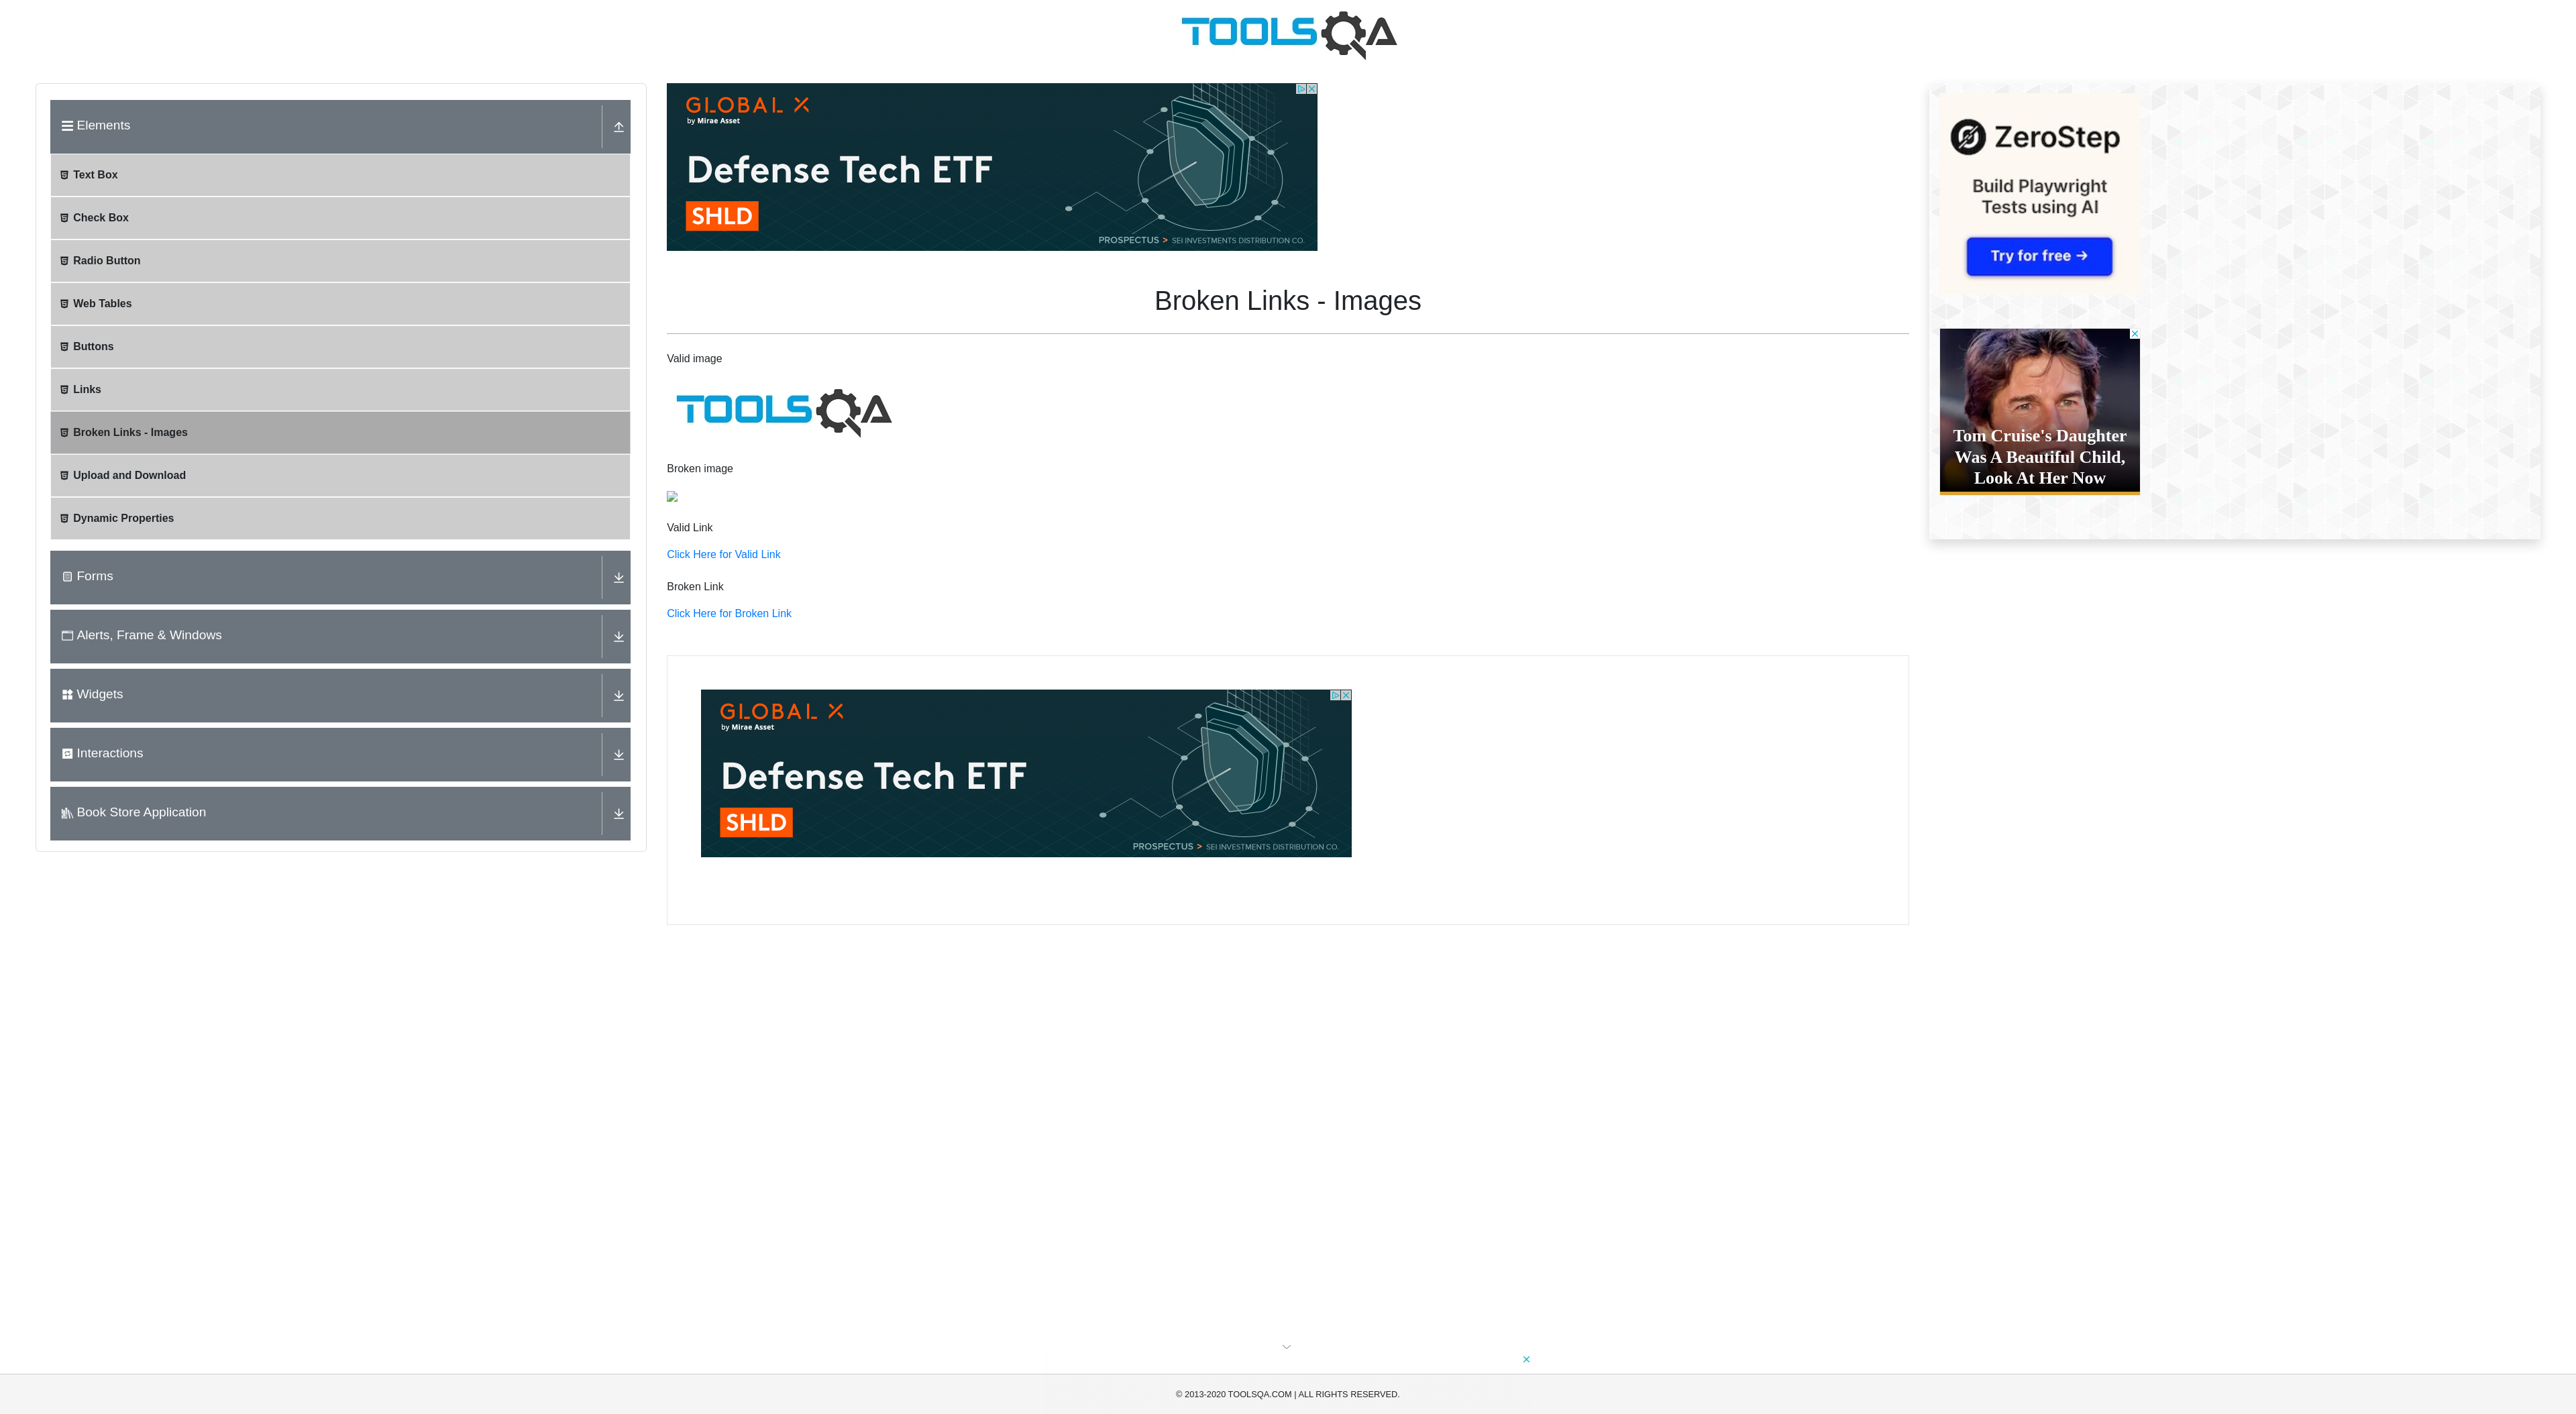 TOOLSQA
Elements
Text Box
Check Box
Radio Button
Web Tables
Buttons
Links
Broken Links - Images
Upload and Download
Dynamic Properties
Forms
Alerts, Frame & Windows
Widgets
Interactions
Book Store Application
GLOBAL X
by Mirae Asset
Defense Tech ETF
SHLD
PROSPECTUS > SEI INVESTMENTS DISTRIBUTION CO.
Broken Links - Images
Valid image
TOOLSQA
Broken image
Valid Link
Click Here for Valid Link
Broken Link
Click Here for Broken Link
GLOBAL X
by Mirae Asset
Defense Tech ETF
SHLD
PROSPECTUS > SEI INVESTMENTS DISTRIBUTION CO.
ZeroStep
Build Playwright
Tests using AI
Try for free →
Tom Cruise's Daughter
Was A Beautiful Child,
Look At Her Now
© 2013-2020 TOOLSQA.COM | ALL RIGHTS RESERVED.